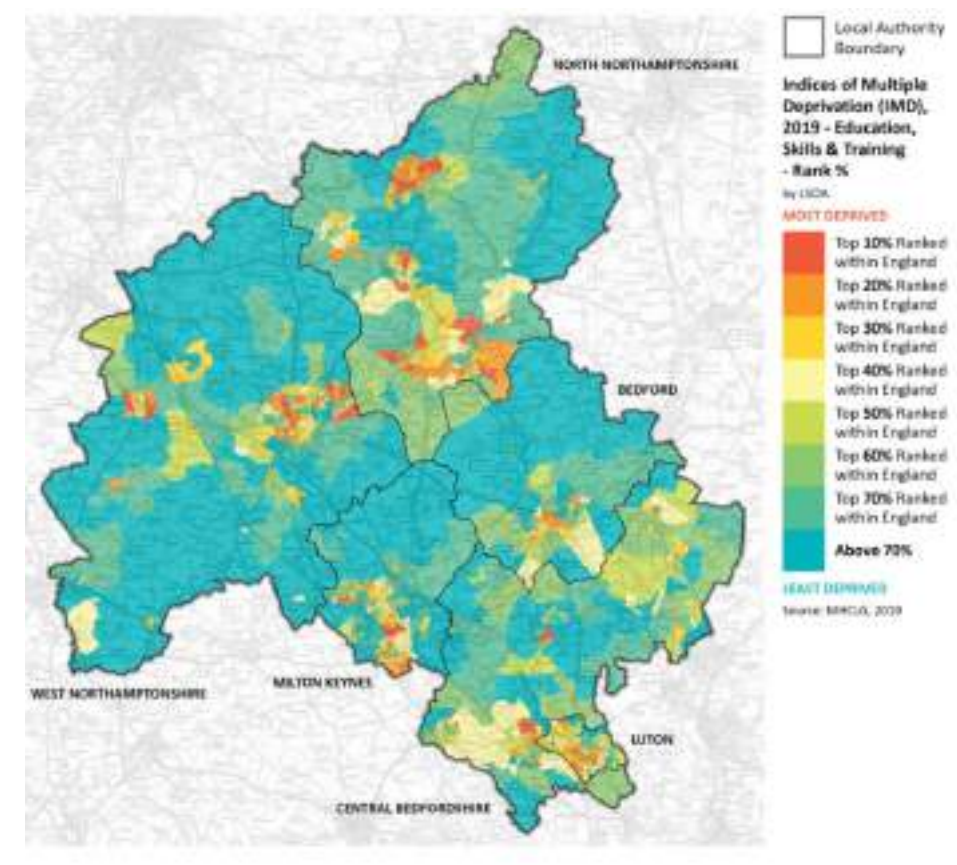 NORTH NORTHAMPTONSHIRE
BEDFORD
WEST NORTHAMPTONSHIRE
MILTON KEYNES
LUTON
CENTRAL BEDFORDSHIRE
Local Authority
Boundary
Indices of Multiple
Deprivation (IMD),
2019 - Education,
Skills & Training
- Rank %
by LSOA
MOST DEPRIVED
Top 10% Ranked
within England
Top 20% Ranked
within England
Top 30% Ranked
within England
Top 40% Ranked
within England
Top 50% Ranked
within England
Top 60% Ranked
within England
Top 70% Ranked
within England
Above 70%
LEAST DEPRIVED
Source: MHCLG, 2019